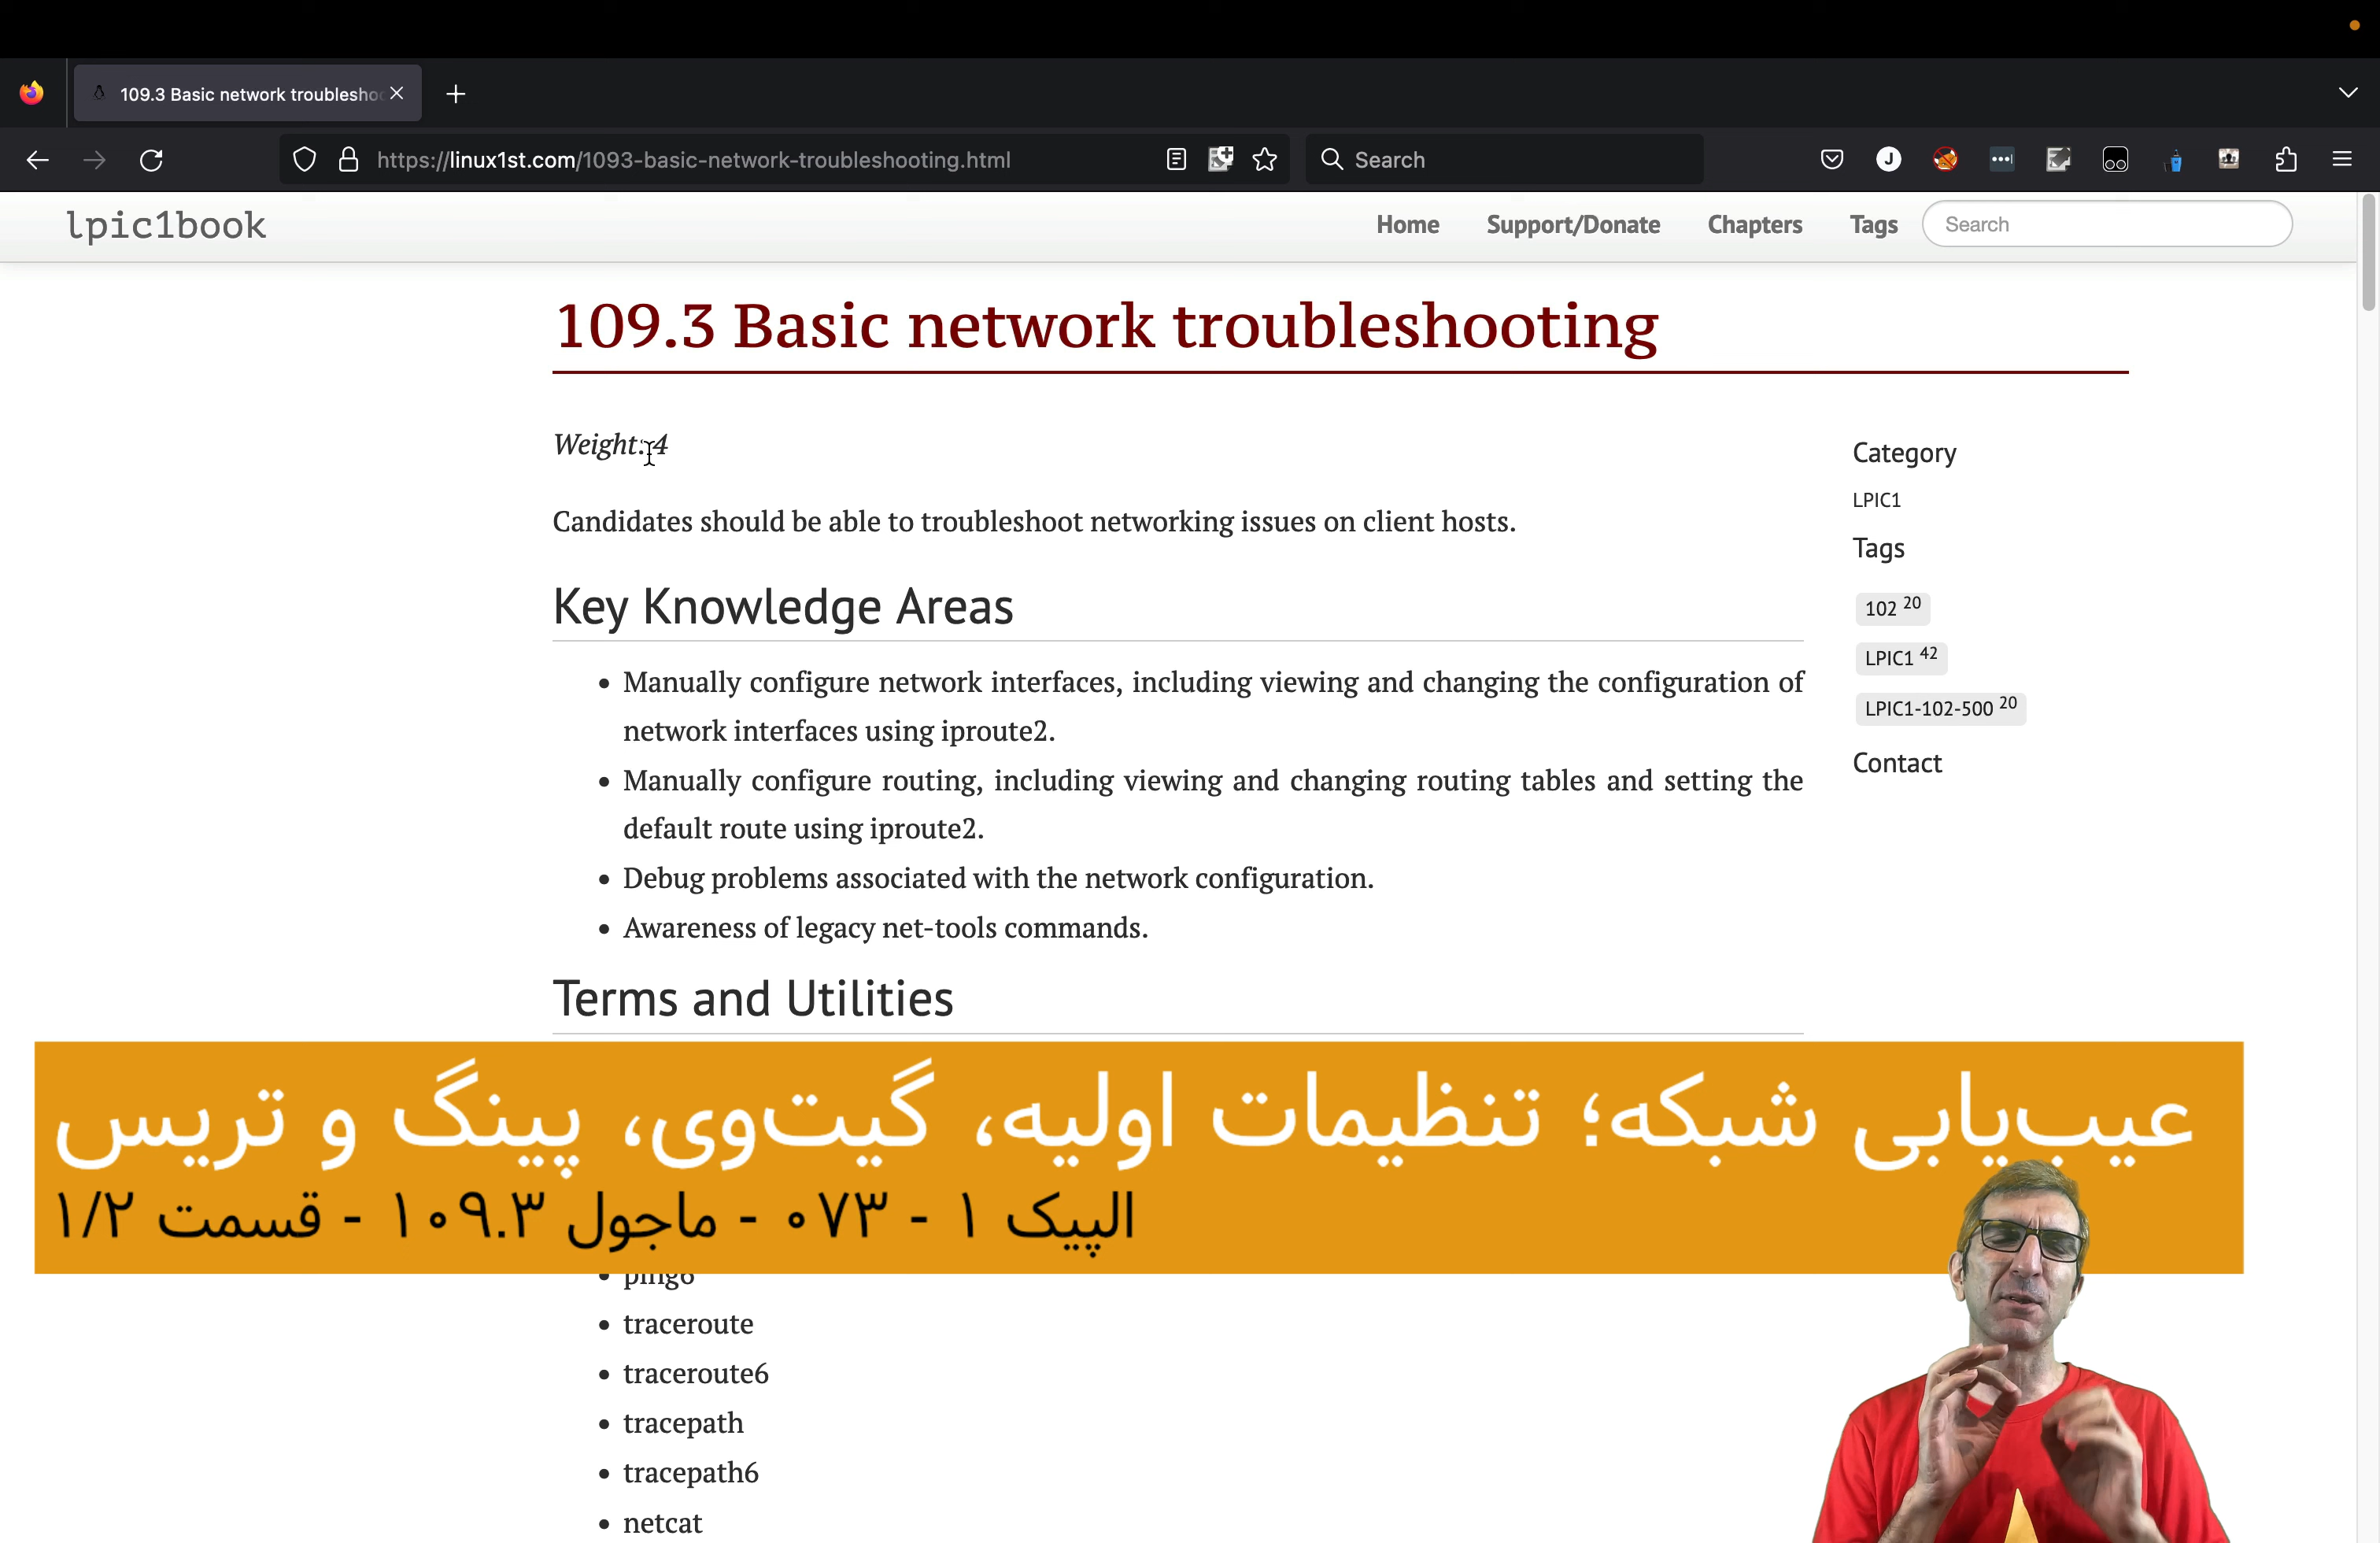 109.3 Basic network troublesho
https://linux1st.com/1093-basic-network-troubleshooting.html
Search
lpic1book
Home
Support/Donate
Chapters
Tags
Search
109.3 Basic network troubleshooting
Weight: 4
Candidates should be able to troubleshoot networking issues on client hosts.
Key Knowledge Areas
• Manually configure network interfaces, including viewing and changing the configuration of
network interfaces using iproute2.
• Manually configure routing, including viewing and changing routing tables and setting the
default route using iproute2.
• Debug problems associated with the network configuration.
• Awareness of legacy net-tools commands.
Terms and Utilities
عیب‌یابی شبکه؛ تنظیمات اولیه، گیت‌وی، پینگ و تریس
الپیک ۱ - ۰۷۳ - ماجول ۱۰۹.۳ - قسمت ۱/۲
• ping6
• traceroute
• traceroute6
• tracepath
• tracepath6
• netcat
Category
LPIC1
Tags
102 20
LPIC1 42
LPIC1-102-500 20
Contact